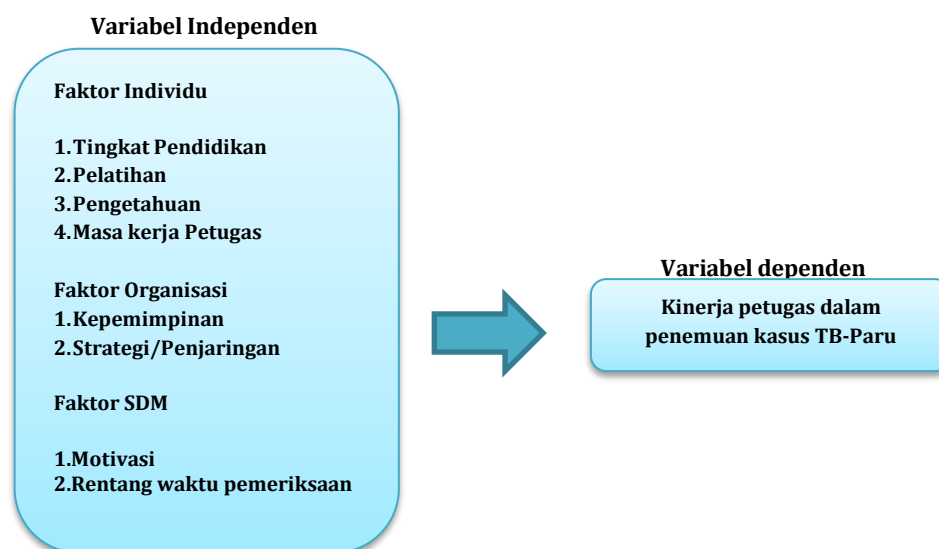 Variabel Independen
Faktor Individu
1.Tingkat Pendidikan
2.Pelatihan
3.Pengetahuan
4.Masa kerja Petugas
Faktor Organisasi
1.Kepemimpinan
2.Strategi/Penjaringan
Faktor SDM
1.Motivasi
2.Rentang waktu pemeriksaan
Variabel dependen
Kinerja petugas dalam
penemuan kasus TB-Paru